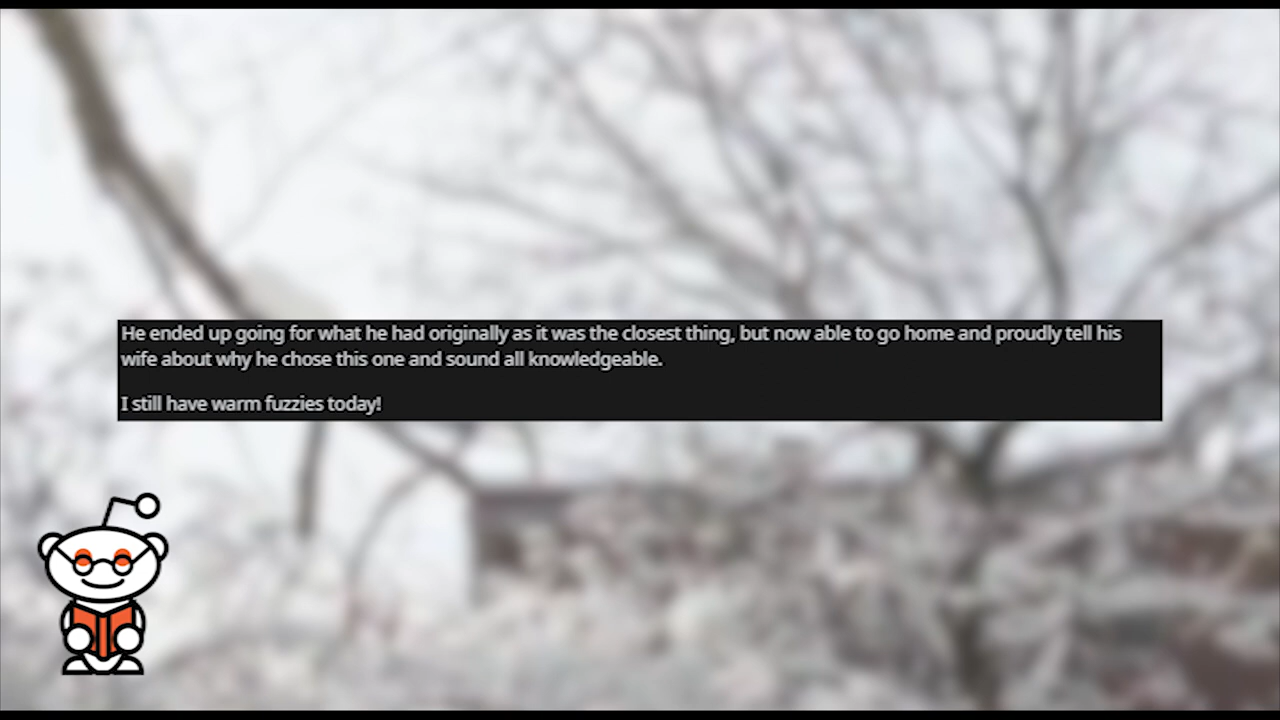 He ended up going for what he had originally as it was the closest thing, but now able to go home and proudly tell his
wife about why he chose this one and sound all knowledgeable.
I still have warm fuzzies today!